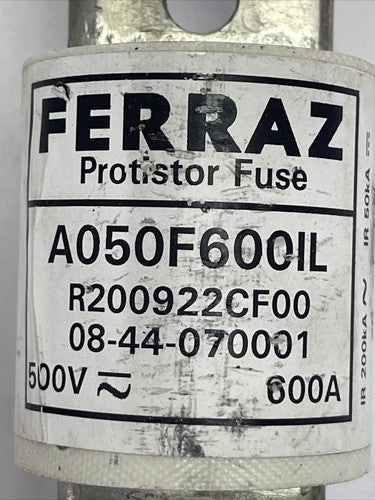 FERRAZ
Protistor Fuse
A050F600IL
R200922CF00
08-44-070001
500V ⎓ 600A
IR 200kA ~ IR 50kA ⎓